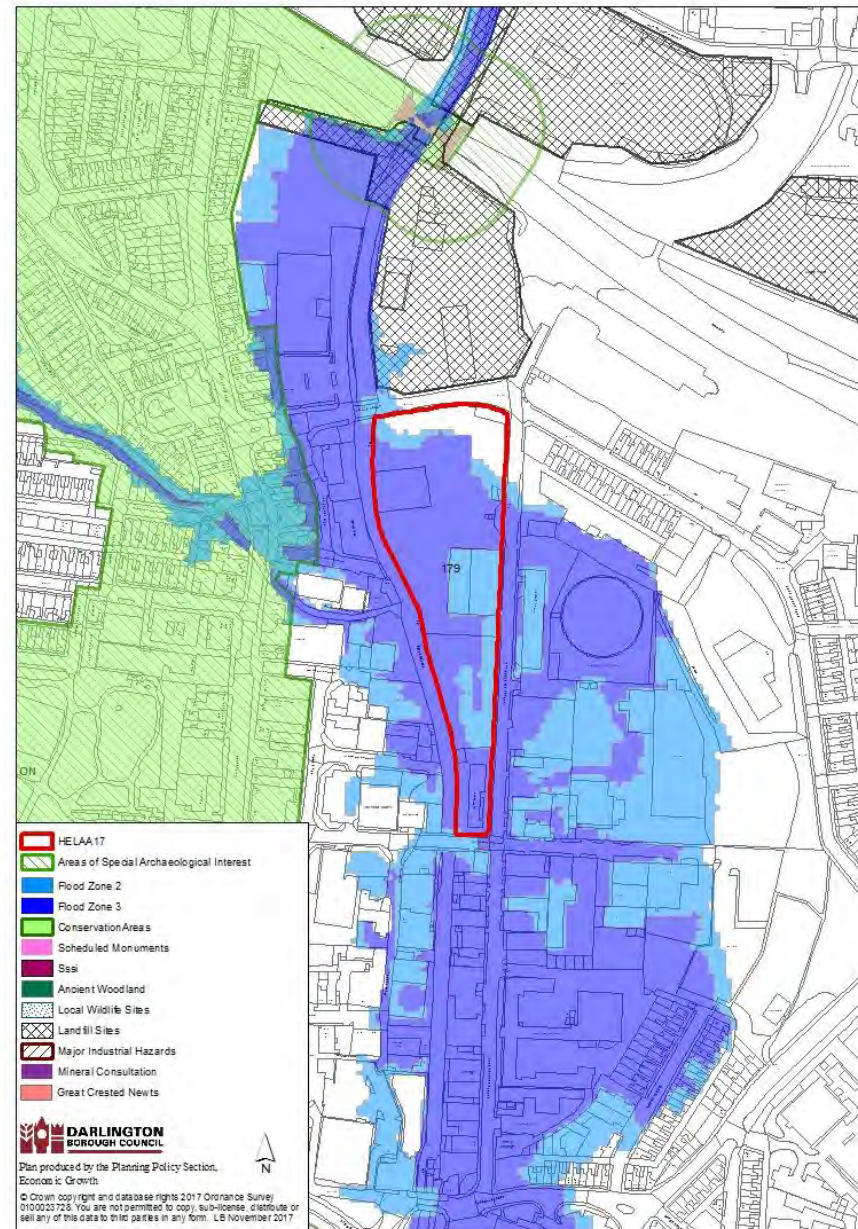 179
ON
HELAA17
Areas of Special Archaeological Interest
Flood Zone 2
Flood Zone 3
Conservation Areas
Scheduled Monuments
Sssi
Ancient Woodland
Local Wildlife Sites
Landfill Sites
Major Industrial Hazards
Mineral Consultation
Great Crested Newts
DARLINGTON
BOROUGH COUNCIL
N
Plan produced by the Planning Policy Section,
Economic Growth
© Crown copyright and database rights 2017 Ordnance Survey
0100023728. You are not permitted to copy, sub-license, distribute or
sell any of this data to third parties in any form. LB November 2017